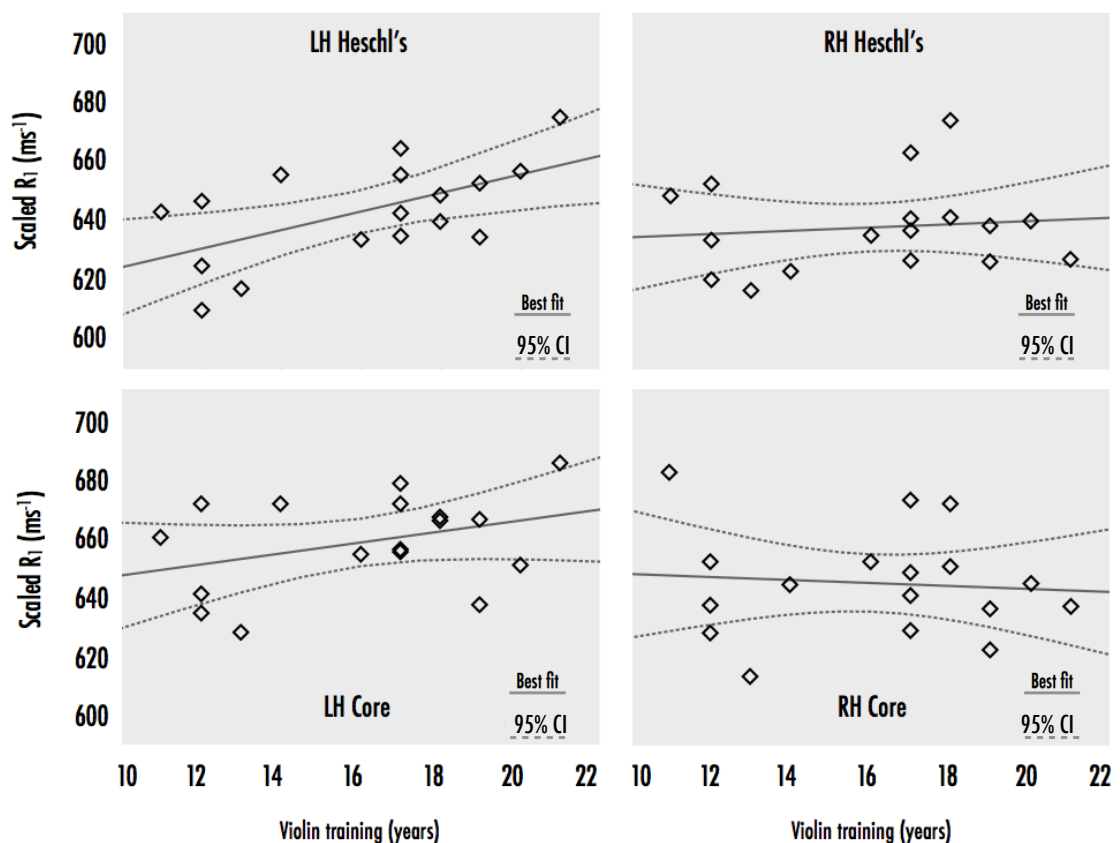 LH Heschl's
RH Heschl's
700
680
660
640
620
600
Scaled R₁ (ms⁻¹)
Best fit
95% CI
Best fit
95% CI
700
680
660
640
620
600
Scaled R₁ (ms⁻¹)
Best fit
95% CI
LH Core
Best fit
95% CI
RH Core
10 12 14 16 18 20 22
10 12 14 16 18 20 22
Violin training (years)
Violin training (years)